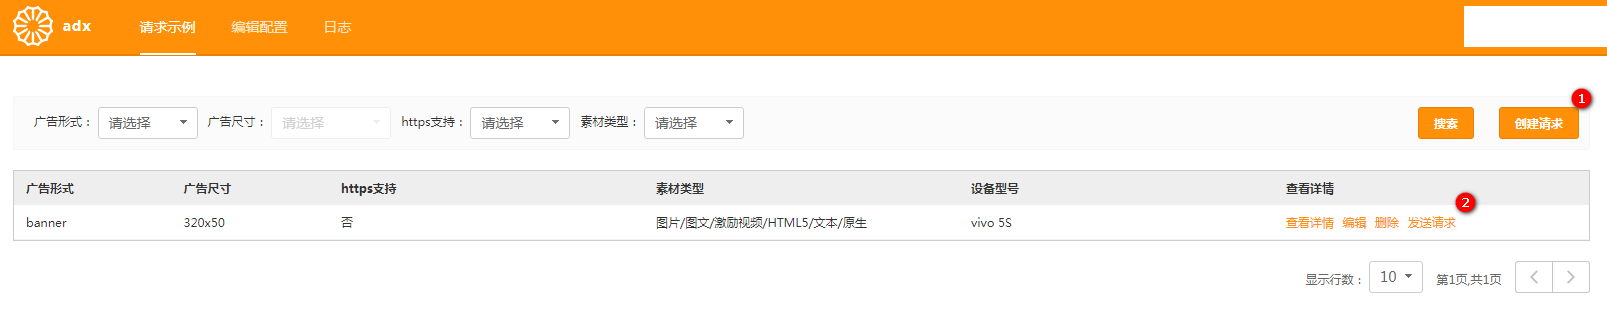 adx 请求示例 编辑配置 日志
1
广告形式： 请选择 广告尺寸： 请选择 https支持： 请选择 素材类型： 请选择 搜索 创建请求
广告形式 广告尺寸 https支持 素材类型 设备型号 查看详情
2
banner 320x50 否 图片/图文/激励视频/HTML5/文本/原生 vivo 5S 查看详情 编辑 删除 发送请求
显示行数： 10 第1页,共1页